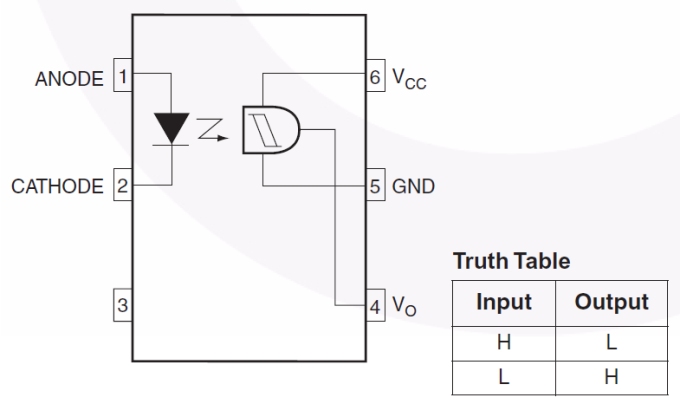 ANODE 1
6 VCC
CATHODE 2
5 GND
3
4 VO
Truth Table
Input Output
H L
L H